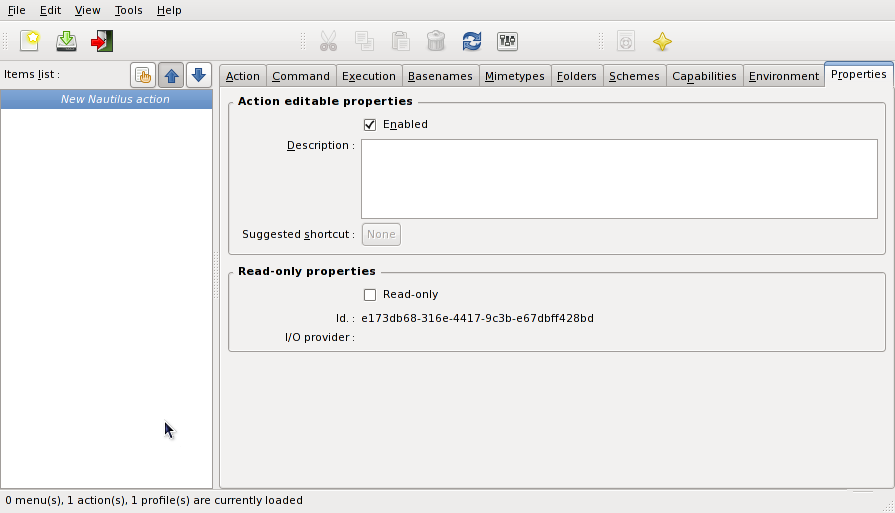 File Edit View Tools Help
Items list :
Action Command Execution Basenames Mimetypes Folders Schemes Capabilities Environment Properties
New Nautilus action
Action editable properties
Enabled
Description :
Suggested shortcut : None
Read-only properties
Read-only
Id. : e173db68-316e-4417-9c3b-e67dbff428bd
I/O provider :
0 menu(s), 1 action(s), 1 profile(s) are currently loaded